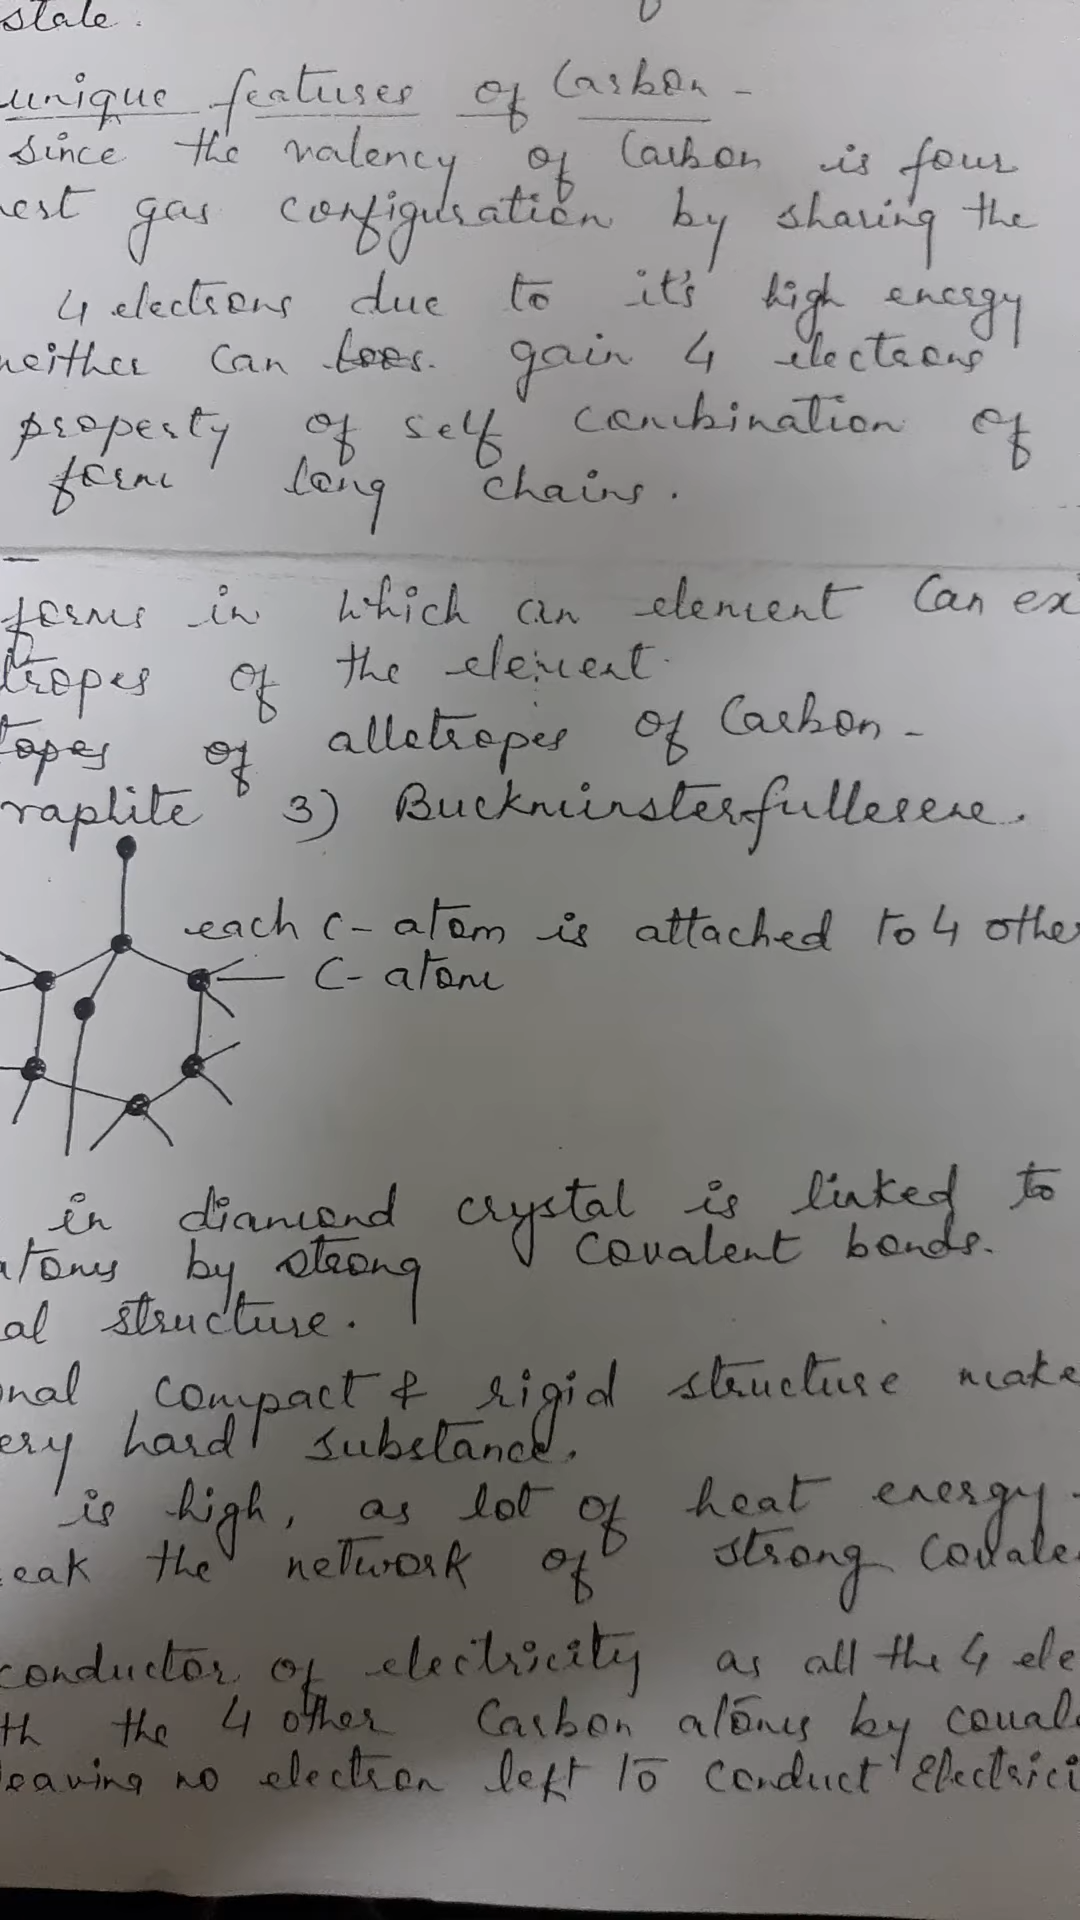 state.
unique features of Carbon -
since the valency of Carbon is four
est gas configuration by sharing the
4 electrons due to it's high energy
neither can gain 4 electrons
property of self combination of
form long chains.
forms in which an element Can ex
tropes of the element.
topes of allotropes of Carbon -
raphite 3) Buckminsterfullerene.
each C-atom is attached to 4 other
C-atom
in diamond crystal is linked to
atoms by strong covalent bonds.
al structure.
onal compact & rigid structure make
ery hard substance.
is high, as lot of heat energy
eak the network of strong Covale
conductor of electricity as all the 4 ele
th the 4 other Carbon atoms by coval
leaving no electron left to conduct Electrici